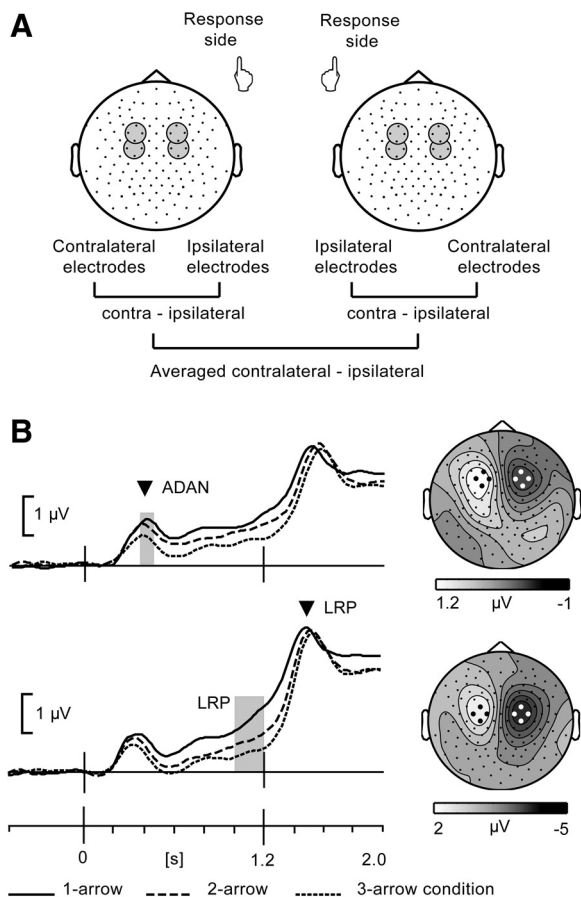 A
Response
side
Response
side
Contralateral
electrodes
Ipsilateral
electrodes
Ipsilateral
electrodes
Contralateral
electrodes
contra - ipsilateral
contra - ipsilateral
Averaged contralateral - ipsilateral
B
ADAN
1 µV
1.2 µV -1
LRP
LRP
1 µV
2 µV -5
0 [s] 1.2 2.0
1-arrow 2-arrow 3-arrow condition